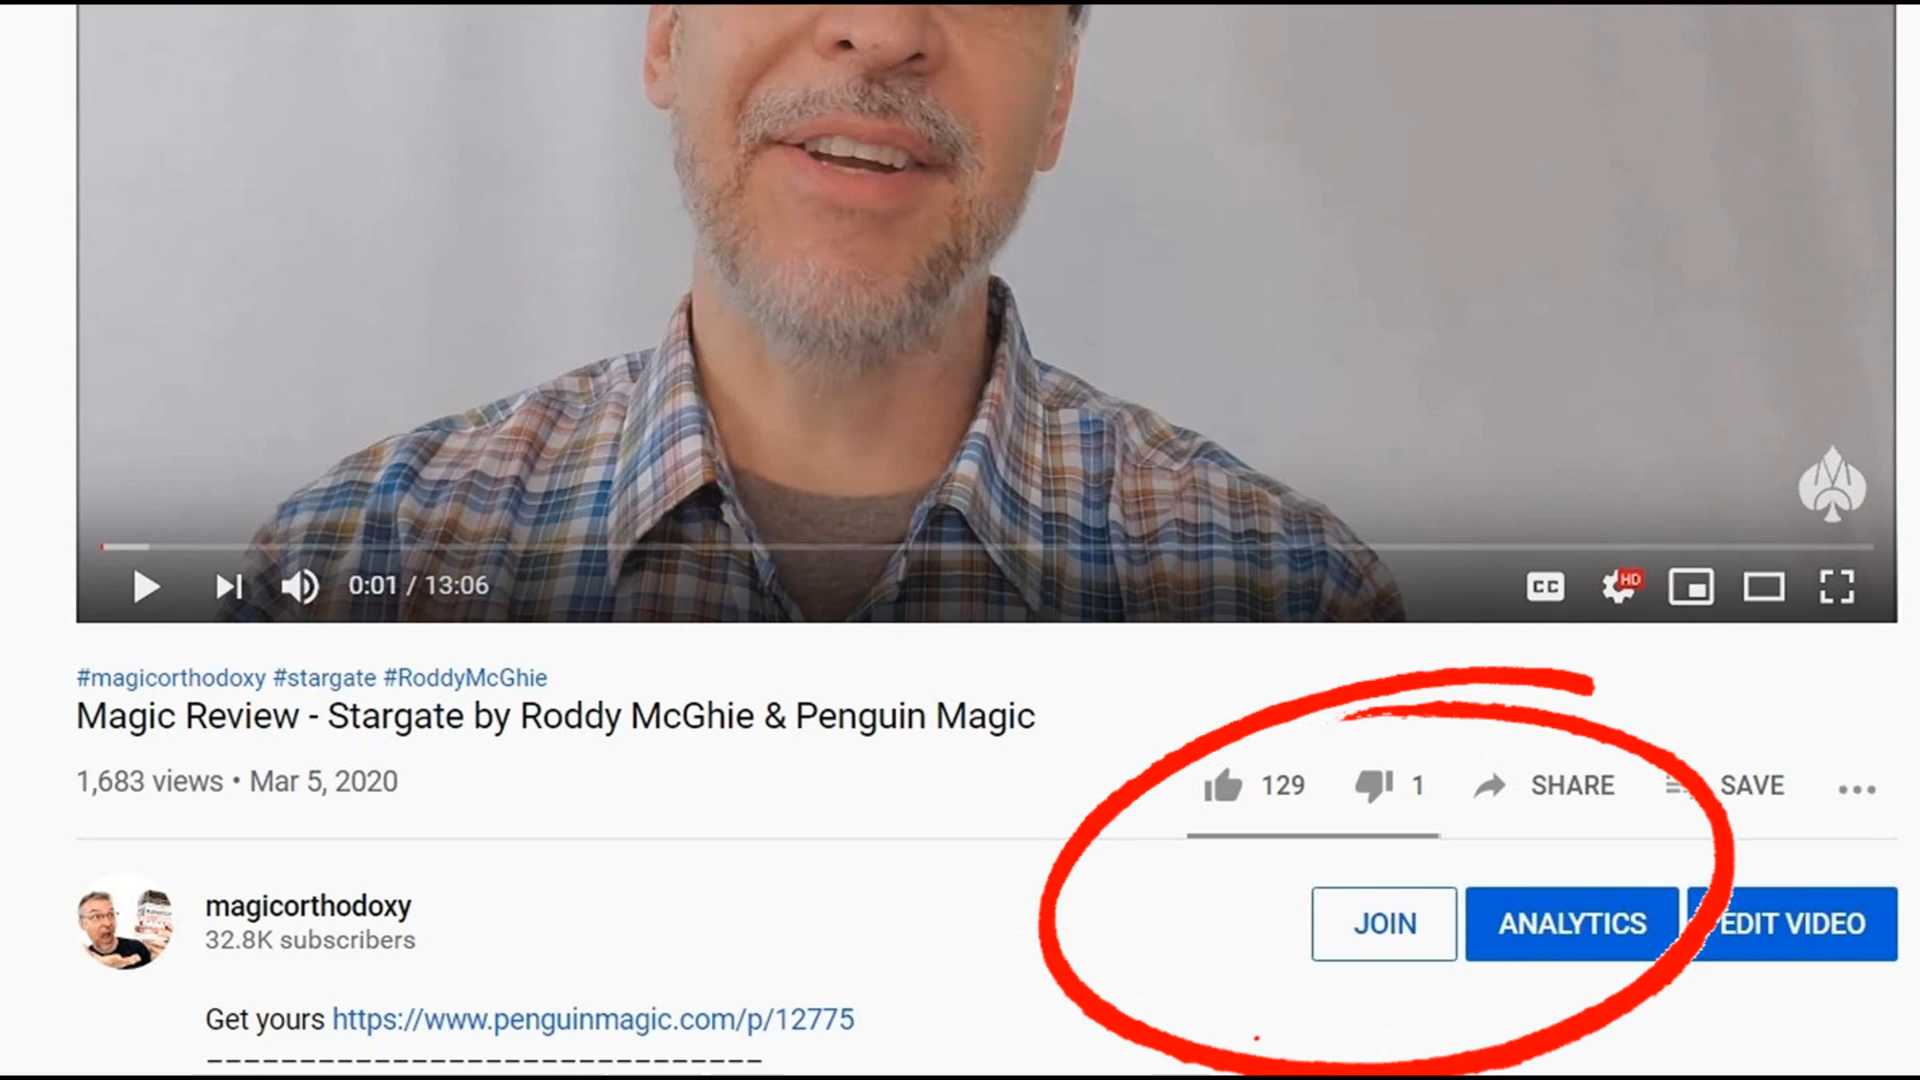 0:01 / 13:06
CC
HD
#magicorthodoxy #stargate #RoddyMcGhie
Magic Review - Stargate by Roddy McGhie & Penguin Magic
1,683 views • Mar 5, 2020
129 1 SHARE SAVE
magicorthodoxy
32.8K subscribers
JOIN ANALYTICS EDIT VIDEO
Get yours https://www.penguinmagic.com/p/12775
------------------------------